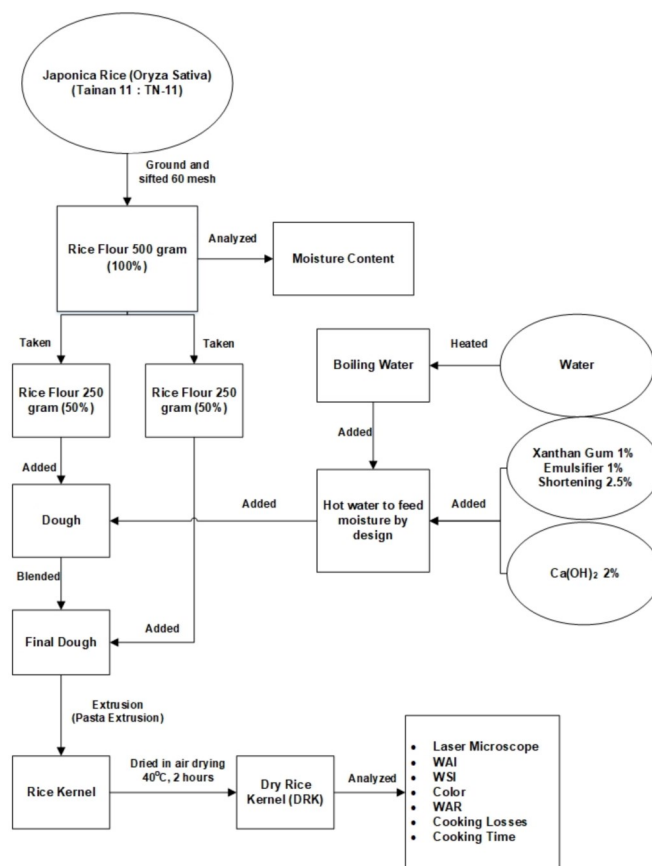 Japonica Rice (Oryza Sativa)
(Tainan 11 : TN-11)
Ground and
sifted 60 mesh
Rice Flour 500 gram
(100%)
Analyzed
Moisture Content
Taken
Taken
Rice Flour 250
gram (50%)
Rice Flour 250
gram (50%)
Boiling Water
Heated
Water
Added
Added
Xanthan Gum 1%
Emulsifier 1%
Shortening 2.5%
Dough
Added
Hot water to feed
moisture by
design
Added
Ca(OH)₂ 2%
Blended
Final Dough
Added
Extrusion
(Pasta Extrusion)
Rice Kernel
Dried in air drying
40⁰C, 2 hours
Dry Rice
Kernel (DRK)
Analyzed
• Laser Microscope
• WAI
• WSI
• Color
• WAR
• Cooking Losses
• Cooking Time